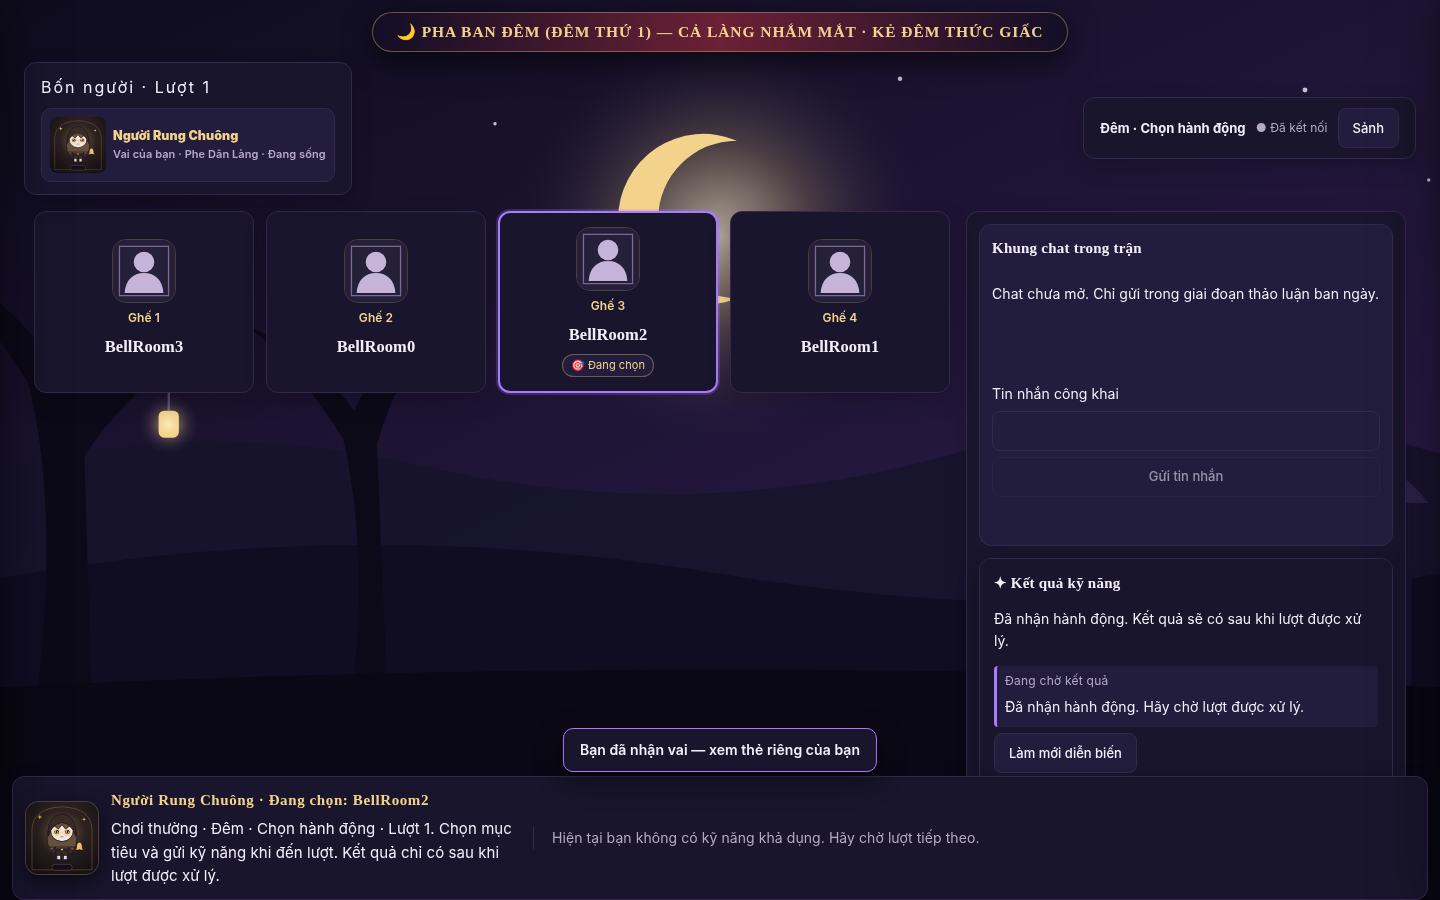 🌙 PHA BAN ĐÊM (ĐÊM THỨ 1) — CẢ LÀNG NHẮM MẮT · KẺ ĐÊM THỨC GIẤC
Bốn người · Lượt 1
Người Rung Chuông
Vai của bạn · Phe Dân Làng · Đang sống
Đêm · Chọn hành động
Đã kết nối
Sảnh
Ghế 1
BellRoom3
Ghế 2
BellRoom0
Ghế 3
BellRoom2
🎯 Đang chọn
Ghế 4
BellRoom1
Khung chat trong trận
Chat chưa mở. Chỉ gửi trong giai đoạn thảo luận ban ngày.
Tin nhắn công khai
Gửi tin nhắn
✦ Kết quả kỹ năng
Đã nhận hành động. Kết quả sẽ có sau khi lượt được xử
lý.
Đang chờ kết quả
Đã nhận hành động. Hãy chờ lượt được xử lý.
Làm mới diễn biến
Bạn đã nhận vai — xem thẻ riêng của bạn
Người Rung Chuông · Đang chọn: BellRoom2
Chơi thường · Đêm · Chọn hành động · Lượt 1. Chọn mục
tiêu và gửi kỹ năng khi đến lượt. Kết quả chỉ có sau khi
lượt được xử lý.
Hiện tại bạn không có kỹ năng khả dụng. Hãy chờ lượt tiếp theo.